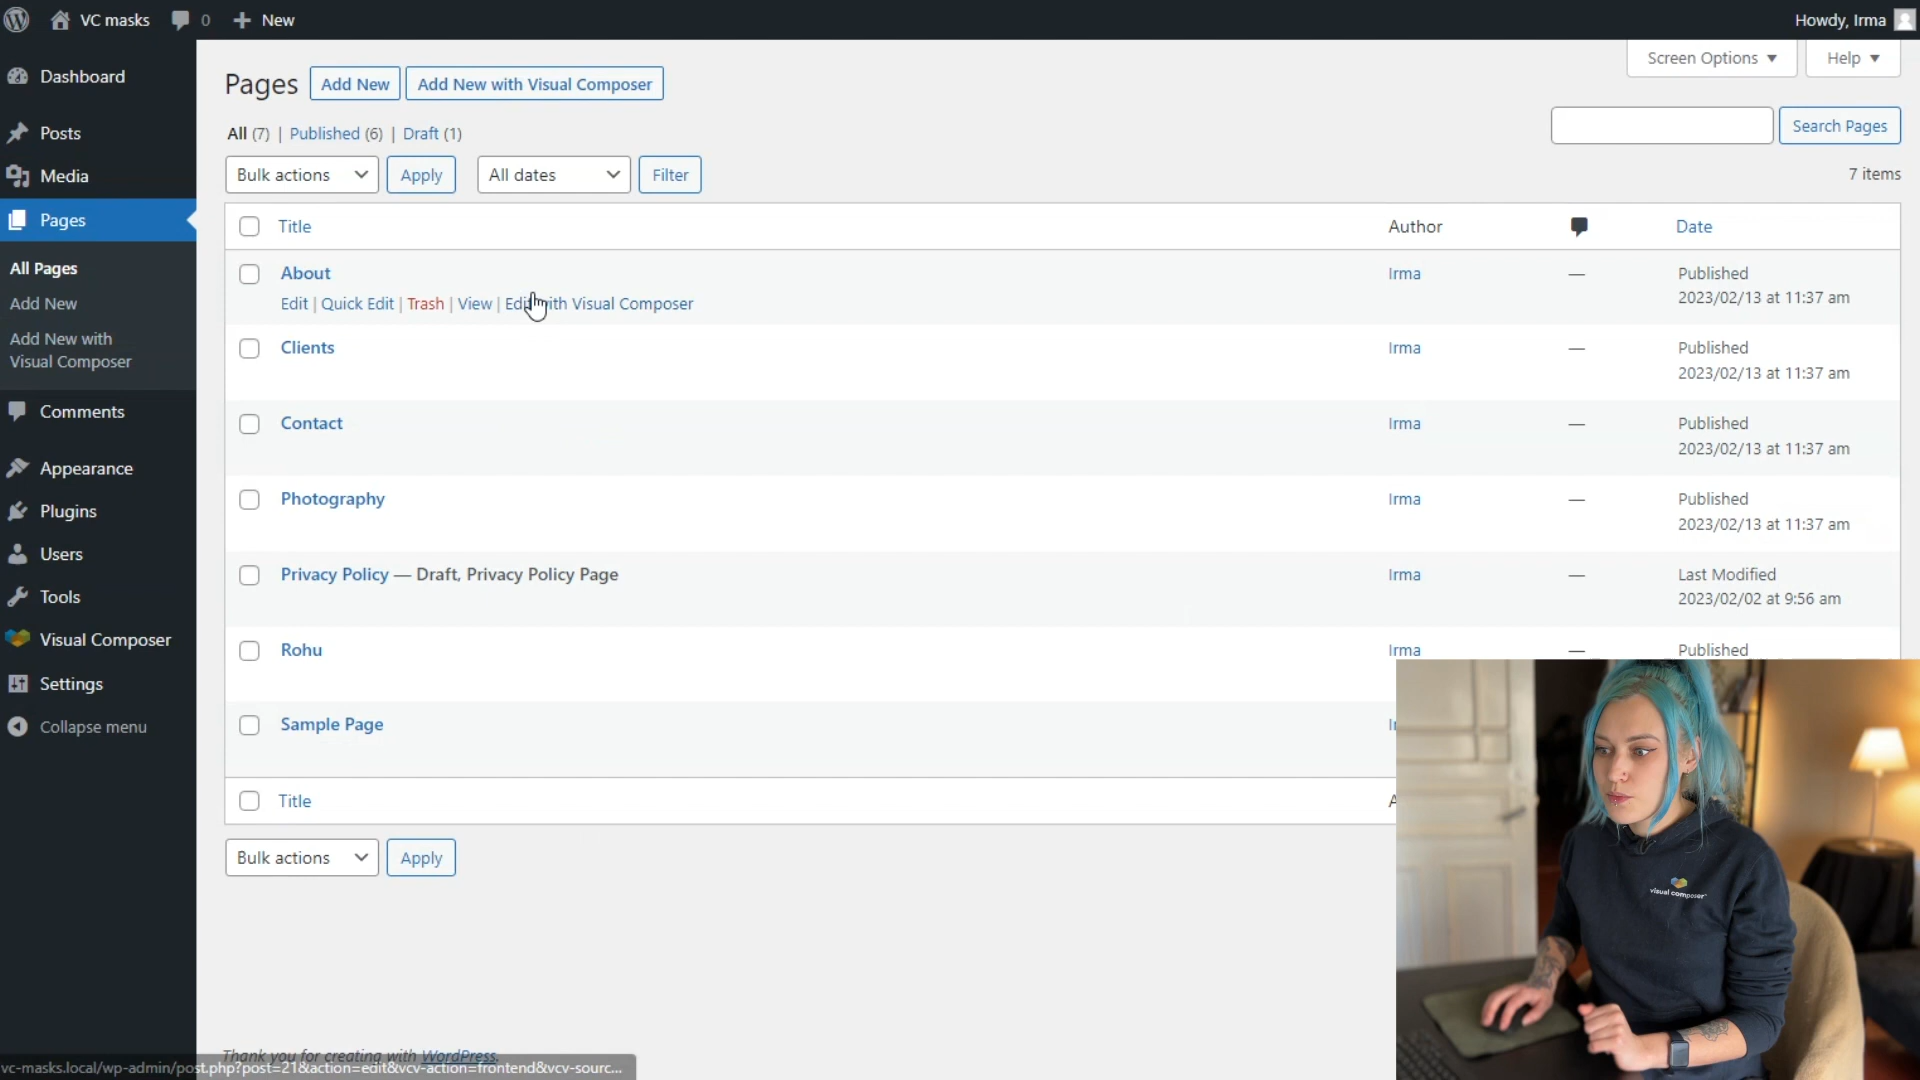 VC masks 0 New Howdy, Irma
Dashboard
Posts
Media
Pages
All Pages
Add New
Add New with
Visual Composer
Comments
Appearance
Plugins
Users
Tools
Visual Composer
Settings
Collapse menu
Screen Options Help
Pages Add New Add New with Visual Composer
All (7) | Published (6) | Draft (1)
Search Pages
Bulk actions Apply All dates Filter
7 items
Title Author Date
About Irma — Published
2023/02/13 at 11:37 am
Edit | Quick Edit | Trash | View | Edit with Visual Composer
Clients Irma — Published
2023/02/13 at 11:37 am
Contact Irma — Published
2023/02/13 at 11:37 am
Photography Irma — Published
2023/02/13 at 11:37 am
Privacy Policy — Draft, Privacy Policy Page Irma — Last Modified
2023/02/02 at 9:56 am
Rohu Irma — Published
Sample Page
Title
Bulk actions Apply
visual composer
Thank you for creating with WordPress.
vc-masks.local/wp-admin/post.php?post=21&action=edit&vcv-action=frontend&vcv-sourc...